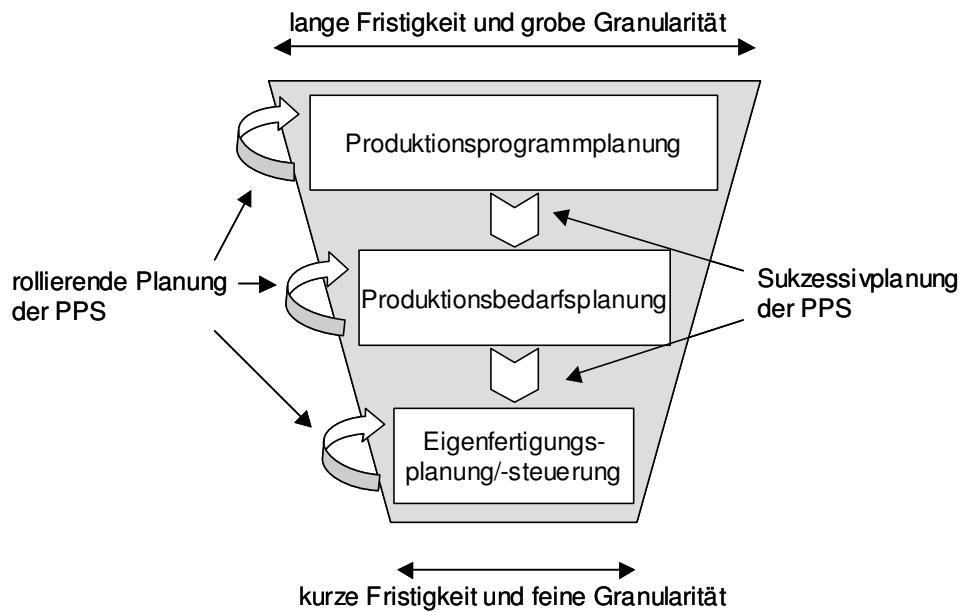 lange Fristigkeit und grobe Granularität
Produktionsprogrammplanung
rollierende Planung
der PPS
Produktionsbedarfsplanung
Sukzessivplanung
der PPS
Eigenfertigungs-
planung/-steuerung
kurze Fristigkeit und feine Granularität